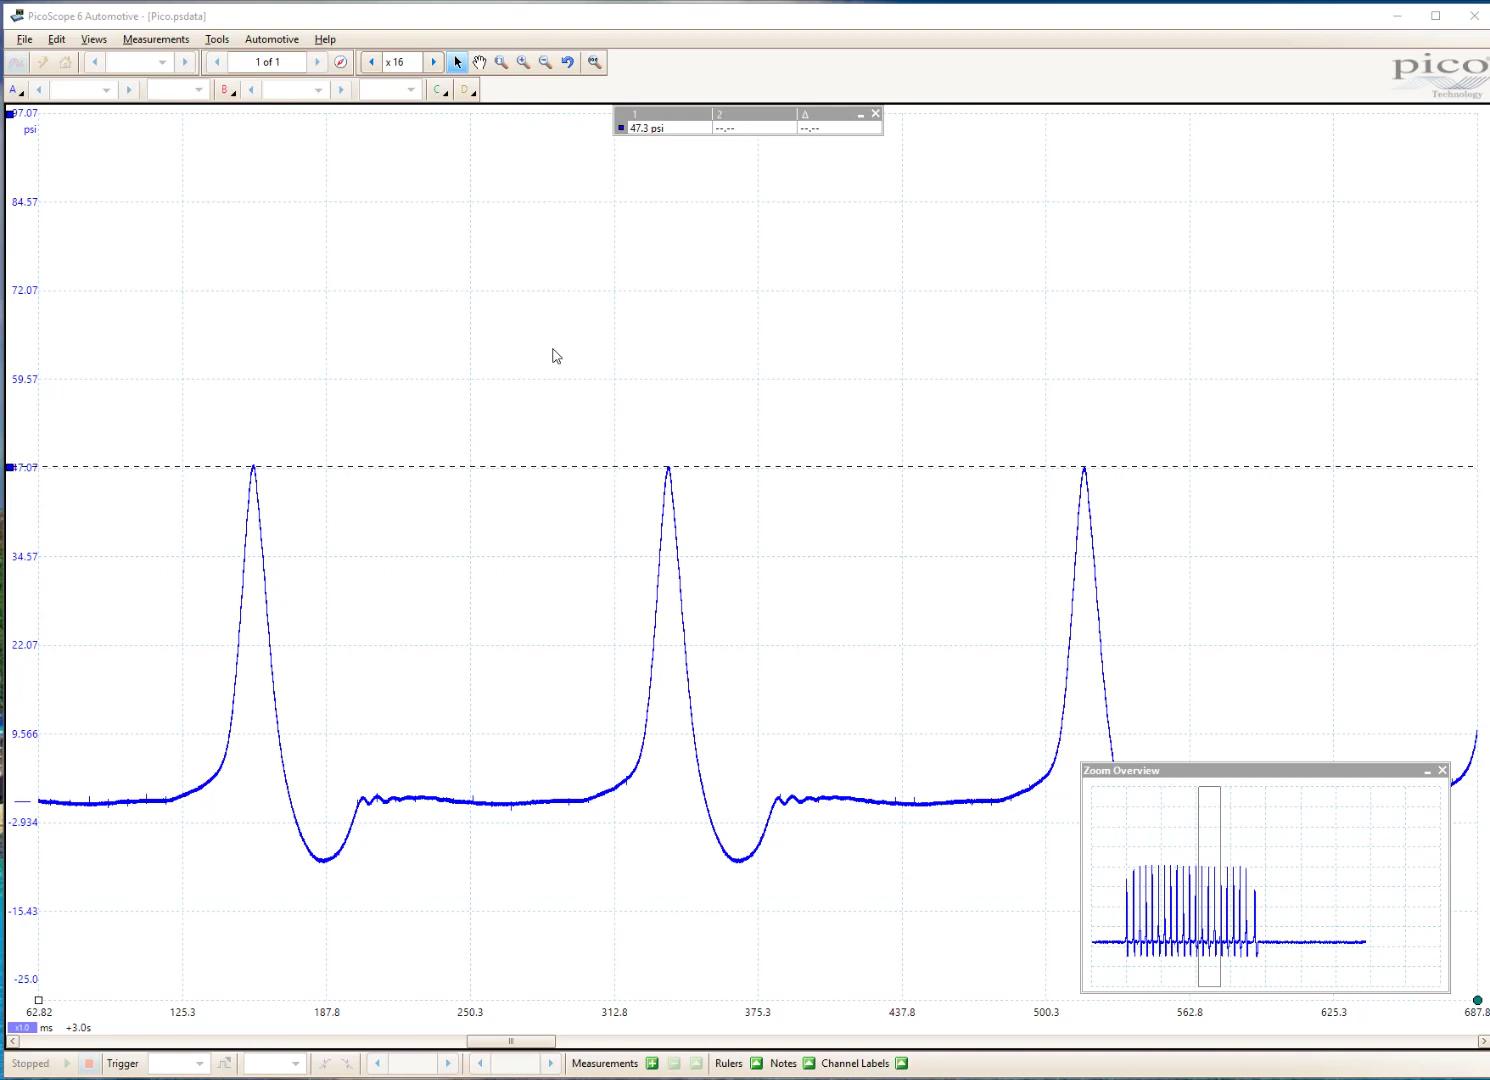 PicoScope 6 Automotive - [Pico.psdata]
File Edit Views Measurements Tools Automotive Help
1 of 1 x 16
pico
Technology
A B C D
97.07
psi
1 2 Δ
47.3 psi --.-- --.--
84.57
72.07
59.57
47.07
34.57
22.07
9.566
-2.934
-15.43
-25.0
Zoom Overview
62.82 125.3 187.8 250.3 312.8 375.3 437.8 500.3 562.8 625.3 687.8
x1.0 ms +3.0s
Stopped Trigger Measurements Rulers Notes Channel Labels